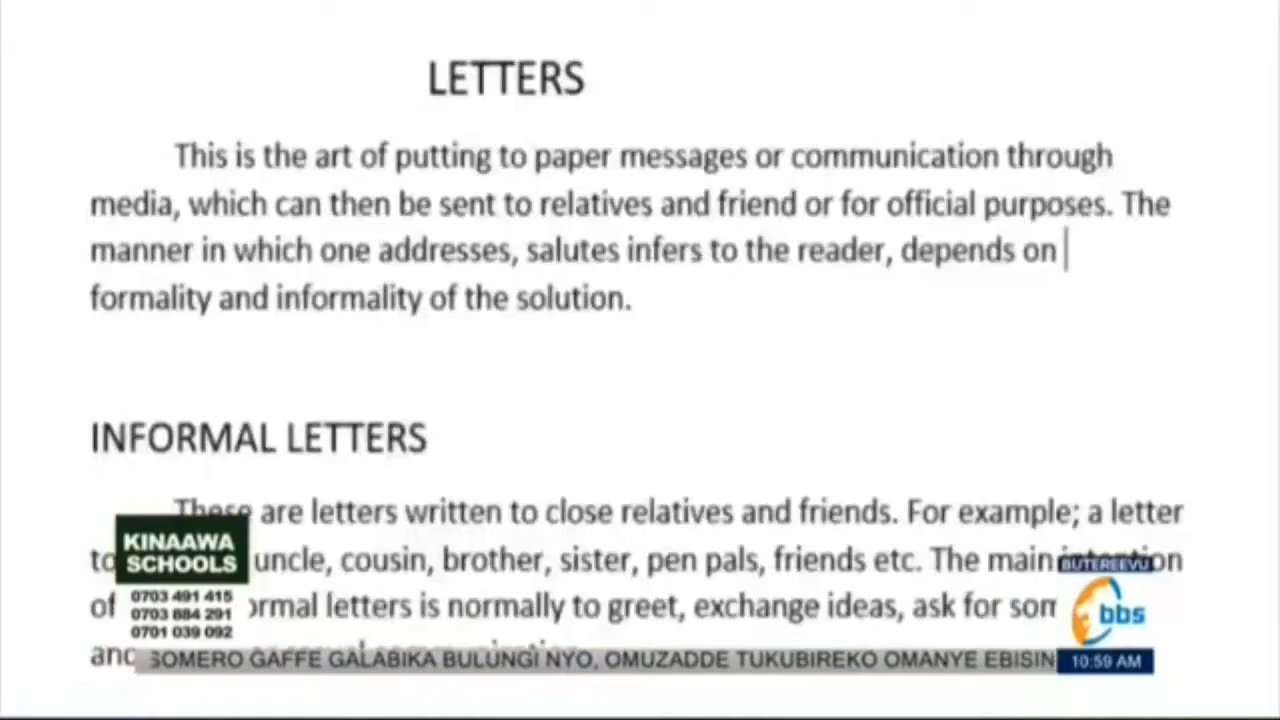 LETTERS
This is the art of putting to paper messages or communication through
media, which can then be sent to relatives and friend or for official purposes. The
manner in which one addresses, salutes infers to the reader, depends on
formality and informality of the solution.
INFORMAL LETTERS
These are letters written to close relatives and friends. For example; a letter
to uncle, cousin, brother, sister, pen pals, friends etc. The main intention
of ormal letters is normally to greet, exchange ideas, ask for som
and
KINAAWA
SCHOOLS
0703 491 415
0703 884 291
0701 039 092
BUTEREEVU
bbs
SOMERO GAFFE GALABIKA BULUNGI NYO, OMUZADDE TUKUBIREKO OMANYE EBISIN
10:59 AM